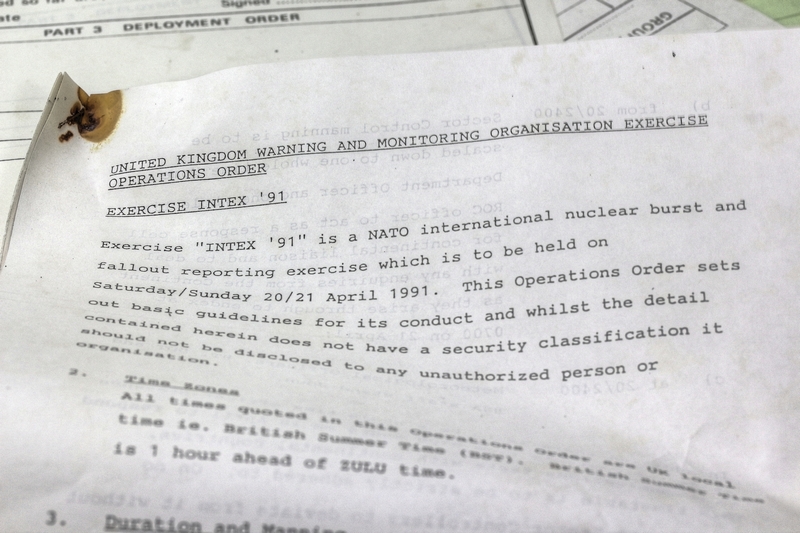 Signed
PART 3 DEPLOYMENT ORDER
GROU
UNITED KINGDOM WARNING AND MONITORING ORGANISATION EXERCISE
OPERATIONS ORDER
EXERCISE INTEX '91
Exercise "INTEX '91" is a NATO international nuclear burst and
fallout reporting exercise which is to be held on
Saturday/Sunday 20/21 April 1991. This Operations Order sets
out basic guidelines for its conduct and whilst the detail
contained herein does not have a security classification it
should not be disclosed to any unauthorized person or
organisation.
2. Time Zones
All times quoted in this Operations Order are UK local
time ie. British Summer Time (BST). British Summer Time
is 1 hour ahead of ZULU time.
3. Duration and Manning